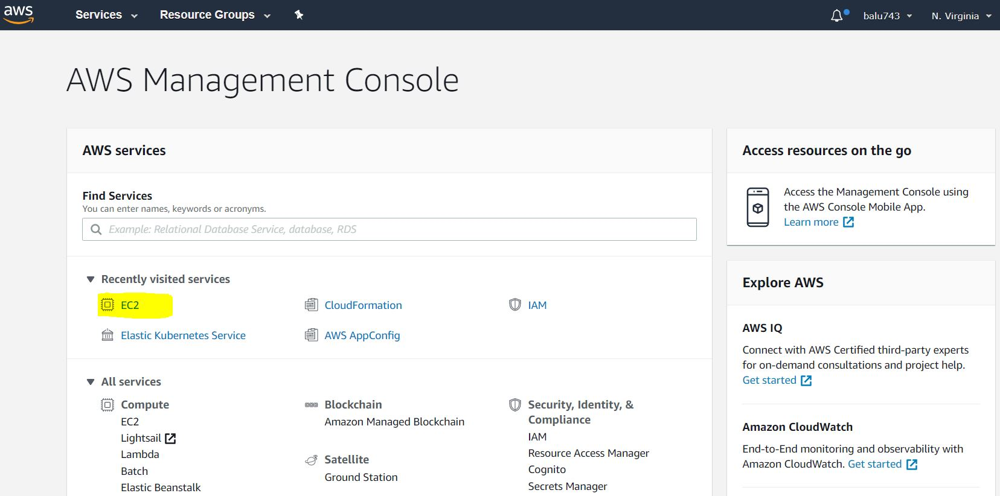 aws
Services
Resource Groups
balu743
N. Virginia
AWS Management Console
AWS services
Find Services
You can enter names, keywords or acronyms.
Example: Relational Database Service, database, RDS
Recently visited services
EC2
CloudFormation
IAM
Elastic Kubernetes Service
AWS AppConfig
All services
Compute
EC2
Lightsail
Lambda
Batch
Elastic Beanstalk
Blockchain
Amazon Managed Blockchain
Satellite
Ground Station
Security, Identity, &
Compliance
IAM
Resource Access Manager
Cognito
Secrets Manager
Access resources on the go
Access the Management Console using
the AWS Console Mobile App.
Learn more
Explore AWS
AWS IQ
Connect with AWS Certified third-party experts
for on-demand consultations and project help.
Get started
Amazon CloudWatch
End-to-End monitoring and observability with
Amazon CloudWatch. Get started